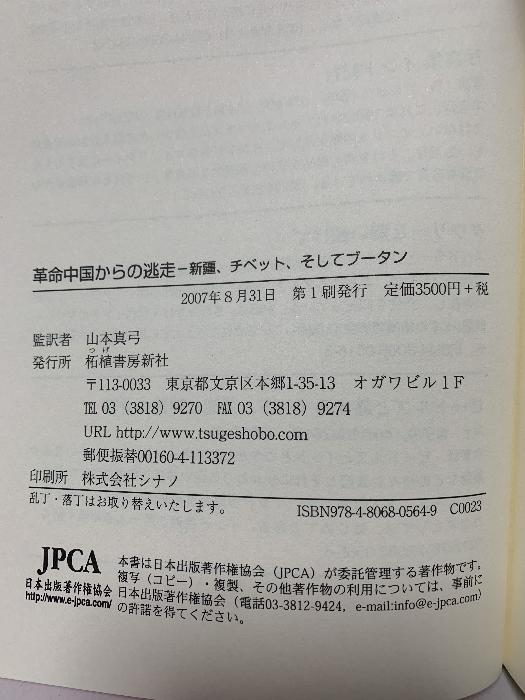 革命中国からの逃走－新疆、チベット、そしてブータン
2007年8月31日　第1刷発行　定価3500円＋税
監訳者　山本真弓
つげ
発行所　柘植書房新社
〒113-0033　東京都文京区本郷1-35-13　オガワビル1F
℡ 03 (3818) 9270　FAX 03 (3818) 9274
URL http://www.tsugeshobo.com
郵便振替00160-4-113372
印刷所　株式会社シナノ
乱丁・落丁はお取り替えいたします。　ISBN978-4-8068-0564-9　C0023
JPCA
日本出版著作権協会
http://www.e-jpca.com/
本書は日本出版著作権協会（JPCA）が委託管理する著作物です。
複写（コピー）・複製、その他著作物の利用については、事前に
日本出版著作権協会（電話03-3812-9424, e-mail:info@e-jpca.com）
の許諾を得てください。